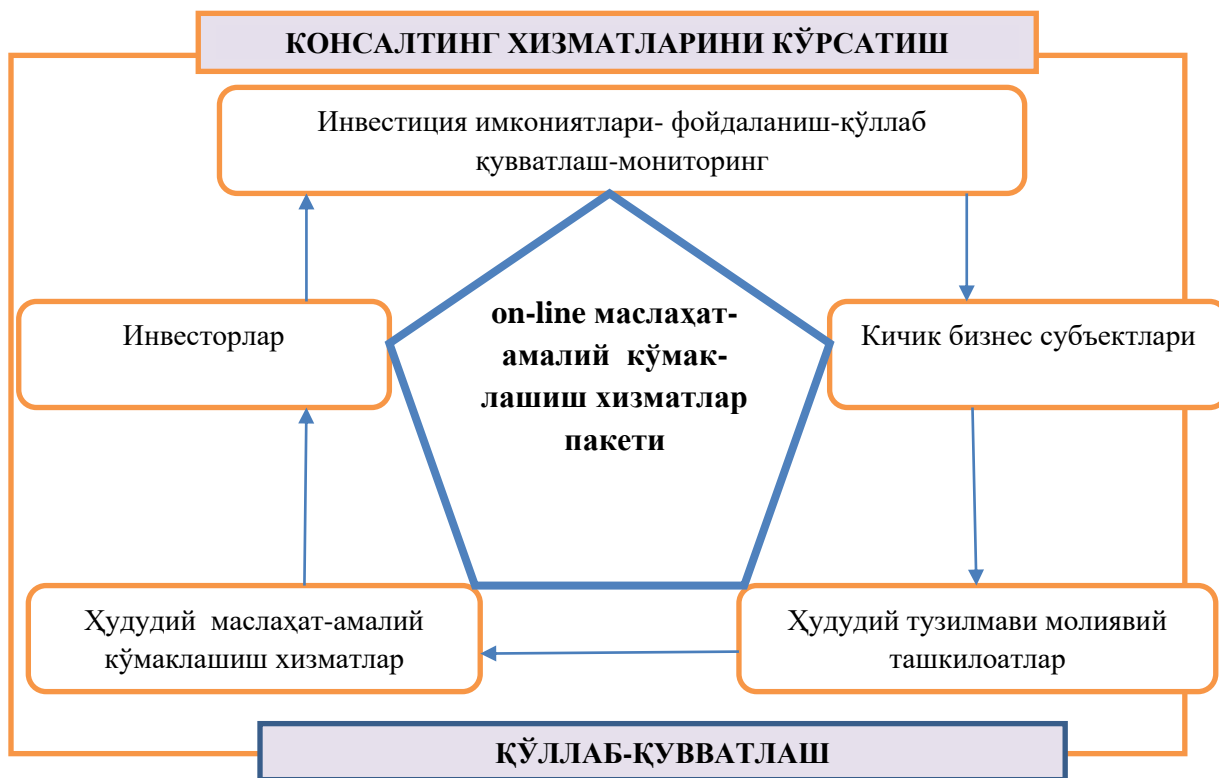 КОНСАЛТИНГ ХИЗМАТЛАРИНИ КЎРСАТИШ
Инвестиция имкониятлари- фойдаланиш-қўллаб
қувватлаш-мониторинг
Инвесторлар
on-line маслаҳат-
амалий кўмак-
лашиш хизматлар
пакети
Кичик бизнес субъектлари
Ҳудудий маслаҳат-амалий
кўмаклашиш хизматлар
Ҳудудий тузилмави молиявий
ташкилоатлар
ҚЎЛЛАБ-ҚУВВАТЛАШ